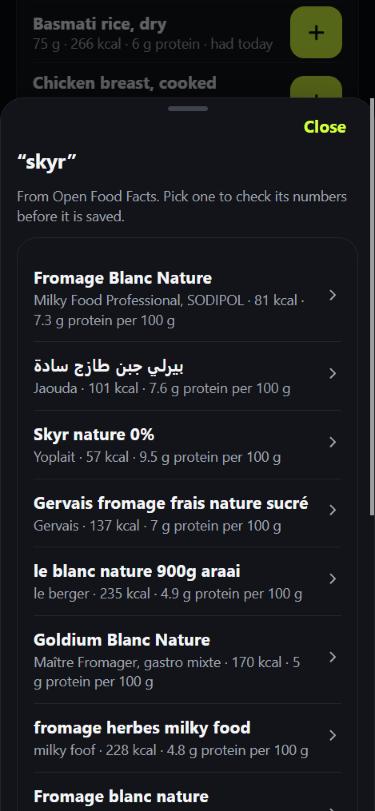 Basmati rice, dry
75 g · 266 kcal · 6 g protein · had today
+
Chicken breast, cooked
Close
“skyr”
From Open Food Facts. Pick one to check its numbers
before it is saved.
Fromage Blanc Nature
Milky Food Professional, SODIPOL · 81 kcal ·
7.3 g protein per 100 g
بيرلي جبن طازج سادة
Jaouda · 101 kcal · 7.6 g protein per 100 g
Skyr nature 0%
Yoplait · 57 kcal · 9.5 g protein per 100 g
Gervais fromage frais nature sucré
Gervais · 137 kcal · 7 g protein per 100 g
le blanc nature 900g araai
le berger · 235 kcal · 4.9 g protein per 100 g
Goldium Blanc Nature
Maître Fromager, gastro mixte · 170 kcal · 5
g protein per 100 g
fromage herbes milky food
milky foof · 228 kcal · 4.8 g protein per 100 g
Fromage blanc nature